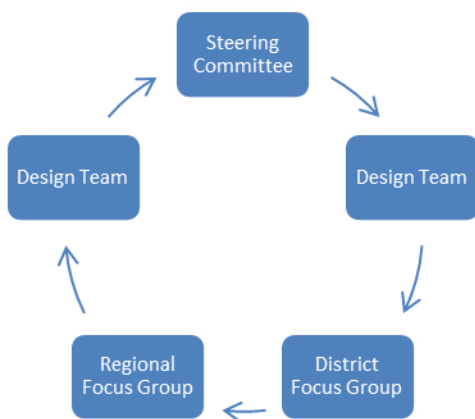 Steering
Committee
Design Team
Design Team
Regional
Focus Group
District
Focus Group